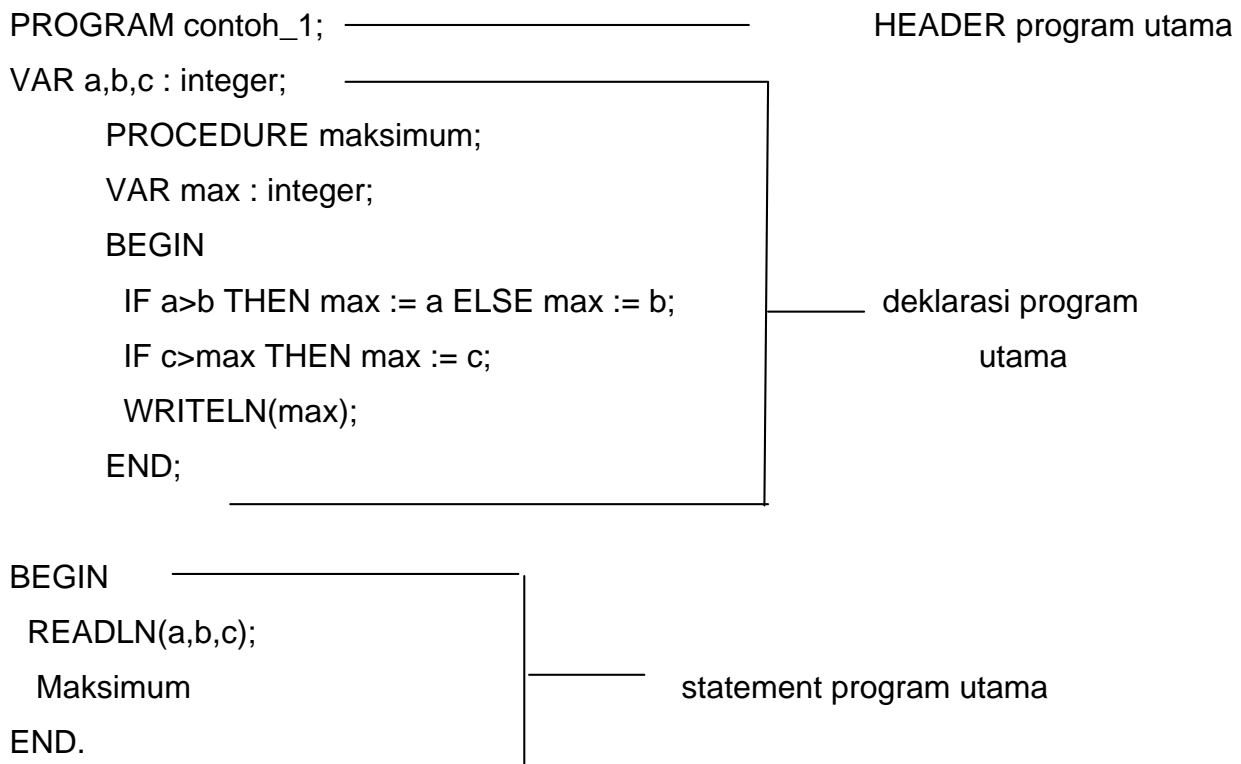 PROGRAM contoh_1; HEADER program utama
VAR a,b,c : integer;
PROCEDURE maksimum;
VAR max : integer;
BEGIN
IF a>b THEN max := a ELSE max := b;
IF c>max THEN max := c;
WRITELN(max);
END;
deklarasi program
utama
BEGIN
READLN(a,b,c);
Maksimum
END.
statement program utama